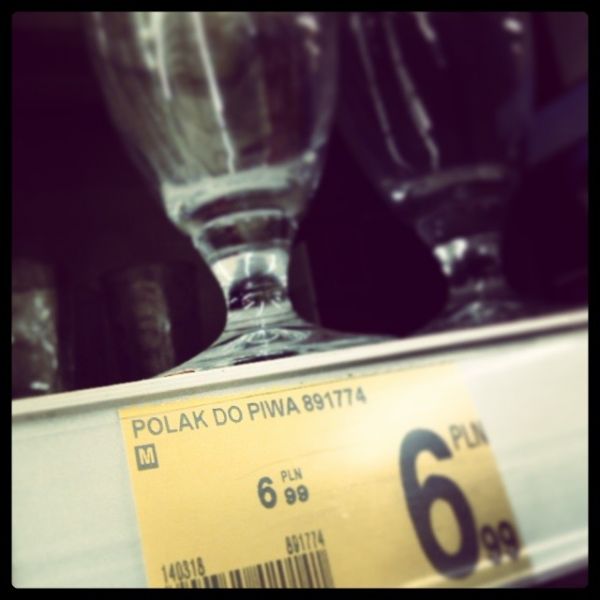 POLAK DO PIWA 891774
M
6 PLN 99
6 PLN 99
891774
140318